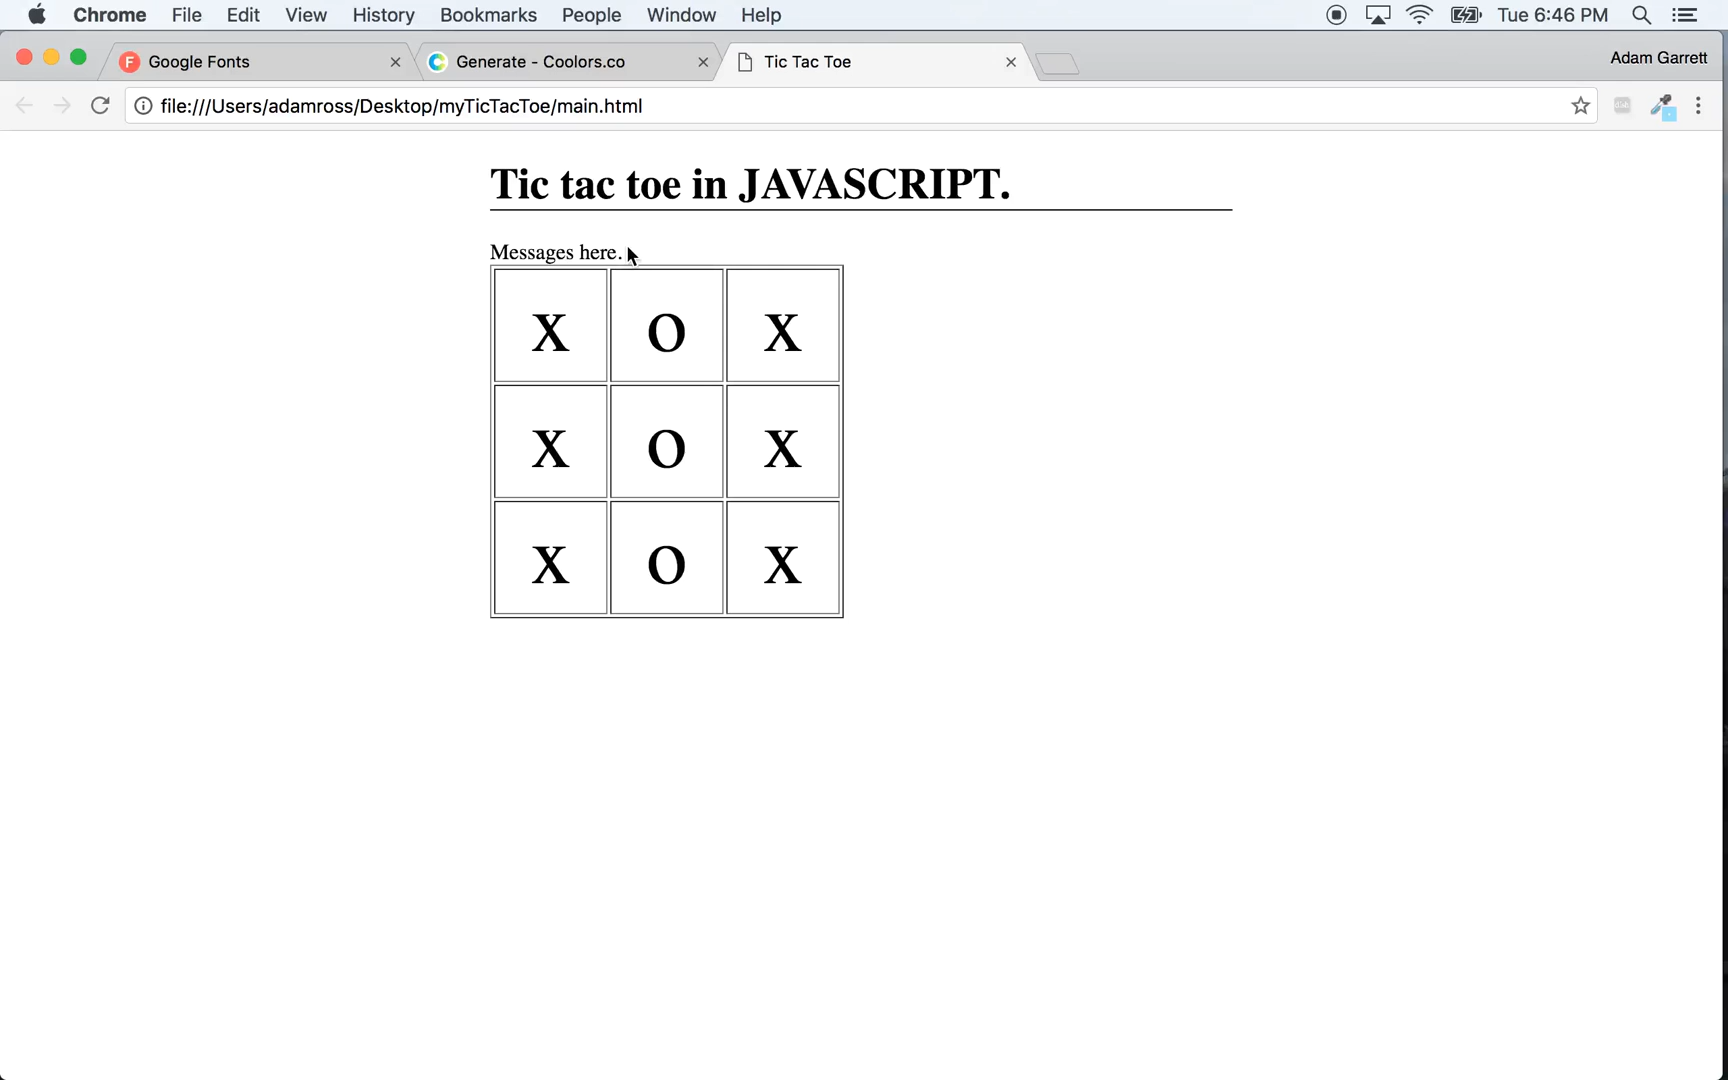 Chrome File Edit View History Bookmarks People Window Help Tue 6:46 PM
Google Fonts Generate - Coolors.co Tic Tac Toe Adam Garrett
file:///Users/adamross/Desktop/myTicTacToe/main.html
Tic tac toe in JAVASCRIPT.
Messages here.
X O X
X O X
X O X